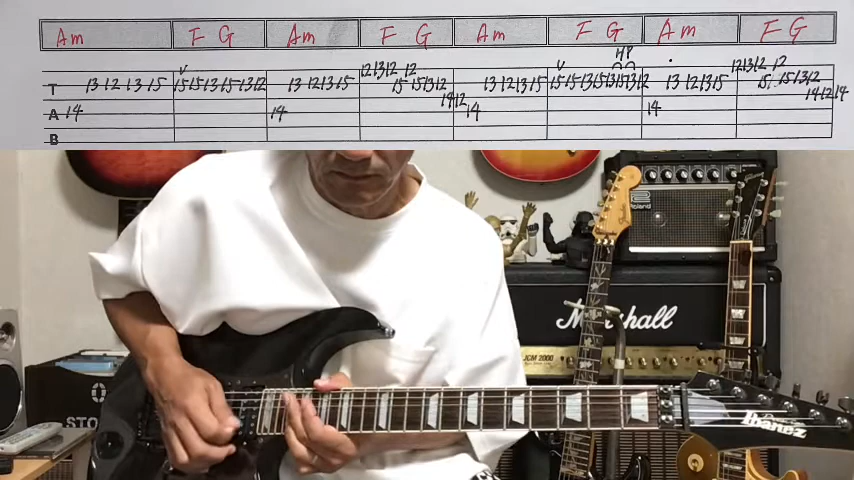 Am F G Am F G Am F G Am F G
HP
V 12 13 12 12 V 12 13 12 12
T 13 12 13 15 15 15 13 15 13 12 13 12 13 15 15 15 13 12 13 12 13 15 15 15 13 15 13 15 13 12 13 12 13 15 15 15 13 12
14 12 14 12 14
A 14 14 14 14
B
Roland
Marshall
JCM 2000
Ibanez
STO